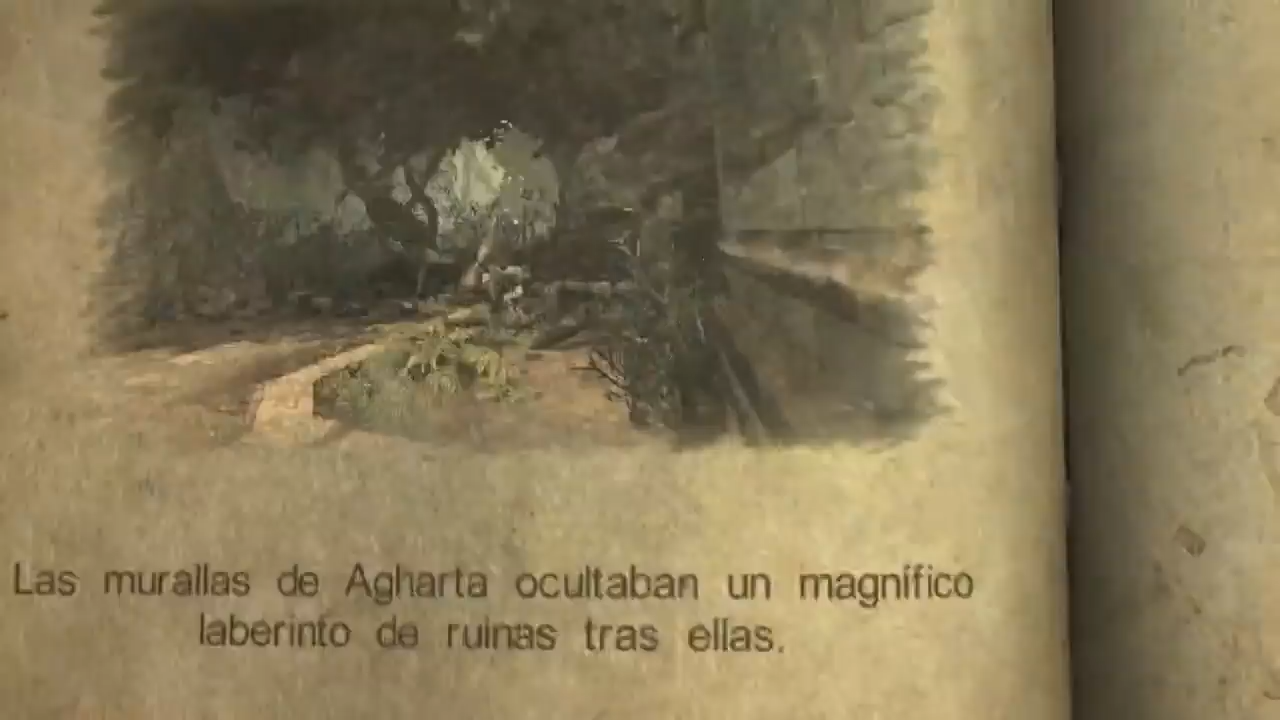 Las murallas de Agharta ocultaban un magnífico
laberinto de ruinas tras ellas.